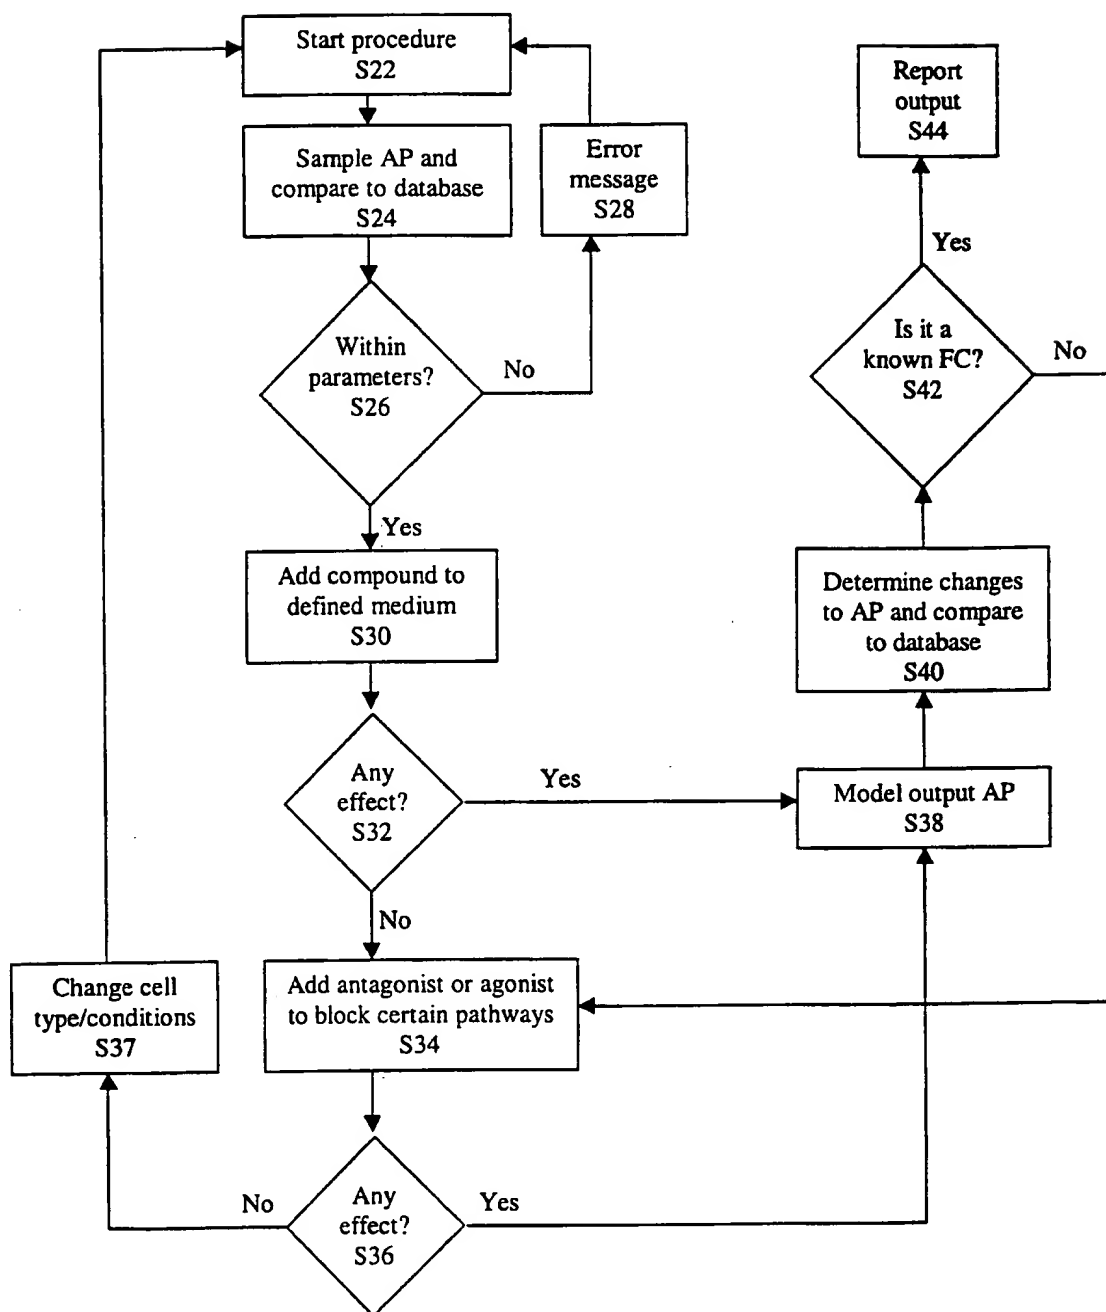 Start procedure
S22
Sample AP and
compare to database
S24
Error
message
S28
Within
parameters?
S26
No
Yes
Add compound to
defined medium
S30
Any
effect?
S32
Yes
No
Change cell
type/conditions
S37
Add antagonist or agonist
to block certain pathways
S34
Any
effect?
S36
No
Yes
Report
output
S44
Yes
Is it a
known FC?
S42
No
Determine changes
to AP and compare
to database
S40
Model output AP
S38